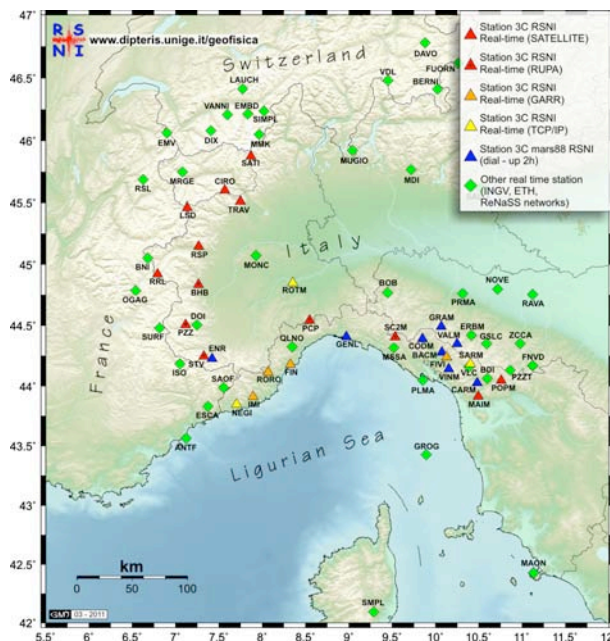 R S
N I
www.dipteris.unige.it/geofisica
Switzerland
Italy
France
Ligurian Sea
Station 3C RSNI
Real-time (SATELLITE)
Station 3C RSNI
Real-time (RUPA)
Station 3C RSNI
Real-time (GARR)
Station 3C RSNI
Real-time (TCP/IP)
Station 3C mars88 RSNI
(dial - up 2h)
Other real time station
(INGV, ETH,
ReNaSS networks)
DAVO
FUORN
VDL
BERNI
LAUCH
VANNI
EMBD
SIMPL
EMV
DIX
MMK
SATI
MUGIO
MDI
RSL
MRGE
CIRO
TRAV
LSD
RSP
BNI
RRL
MONC
OGAG
BHB
ROTM
BOB
PRMA
NOVE
RAVA
SURF
PZZ
DOI
PCP
QLNO
GENL
SC2M
MSSA
GRAM
VALM
ERBM
CODM
BACM
GSLC
ZCCA
FNVD
STV
ENR
ISO
FIN
RORO
SAOF
IMI
NEGI
ESCA
ANTF
FIVI
SARM
VLC
BDI
PZZT
VINM
CARM
POPM
PLMA
MAIM
GROG
MAON
SMPL
km
0 50 100
GMT 03 - 2011
47˚
46.5˚
46˚
45.5˚
45˚
44.5˚
44˚
43.5˚
43˚
42.5˚
42˚
5.5˚ 6˚ 6.5˚ 7˚ 7.5˚ 8˚ 8.5˚ 9˚ 9.5˚ 10˚ 10.5˚ 11˚ 11.5˚ 12˚